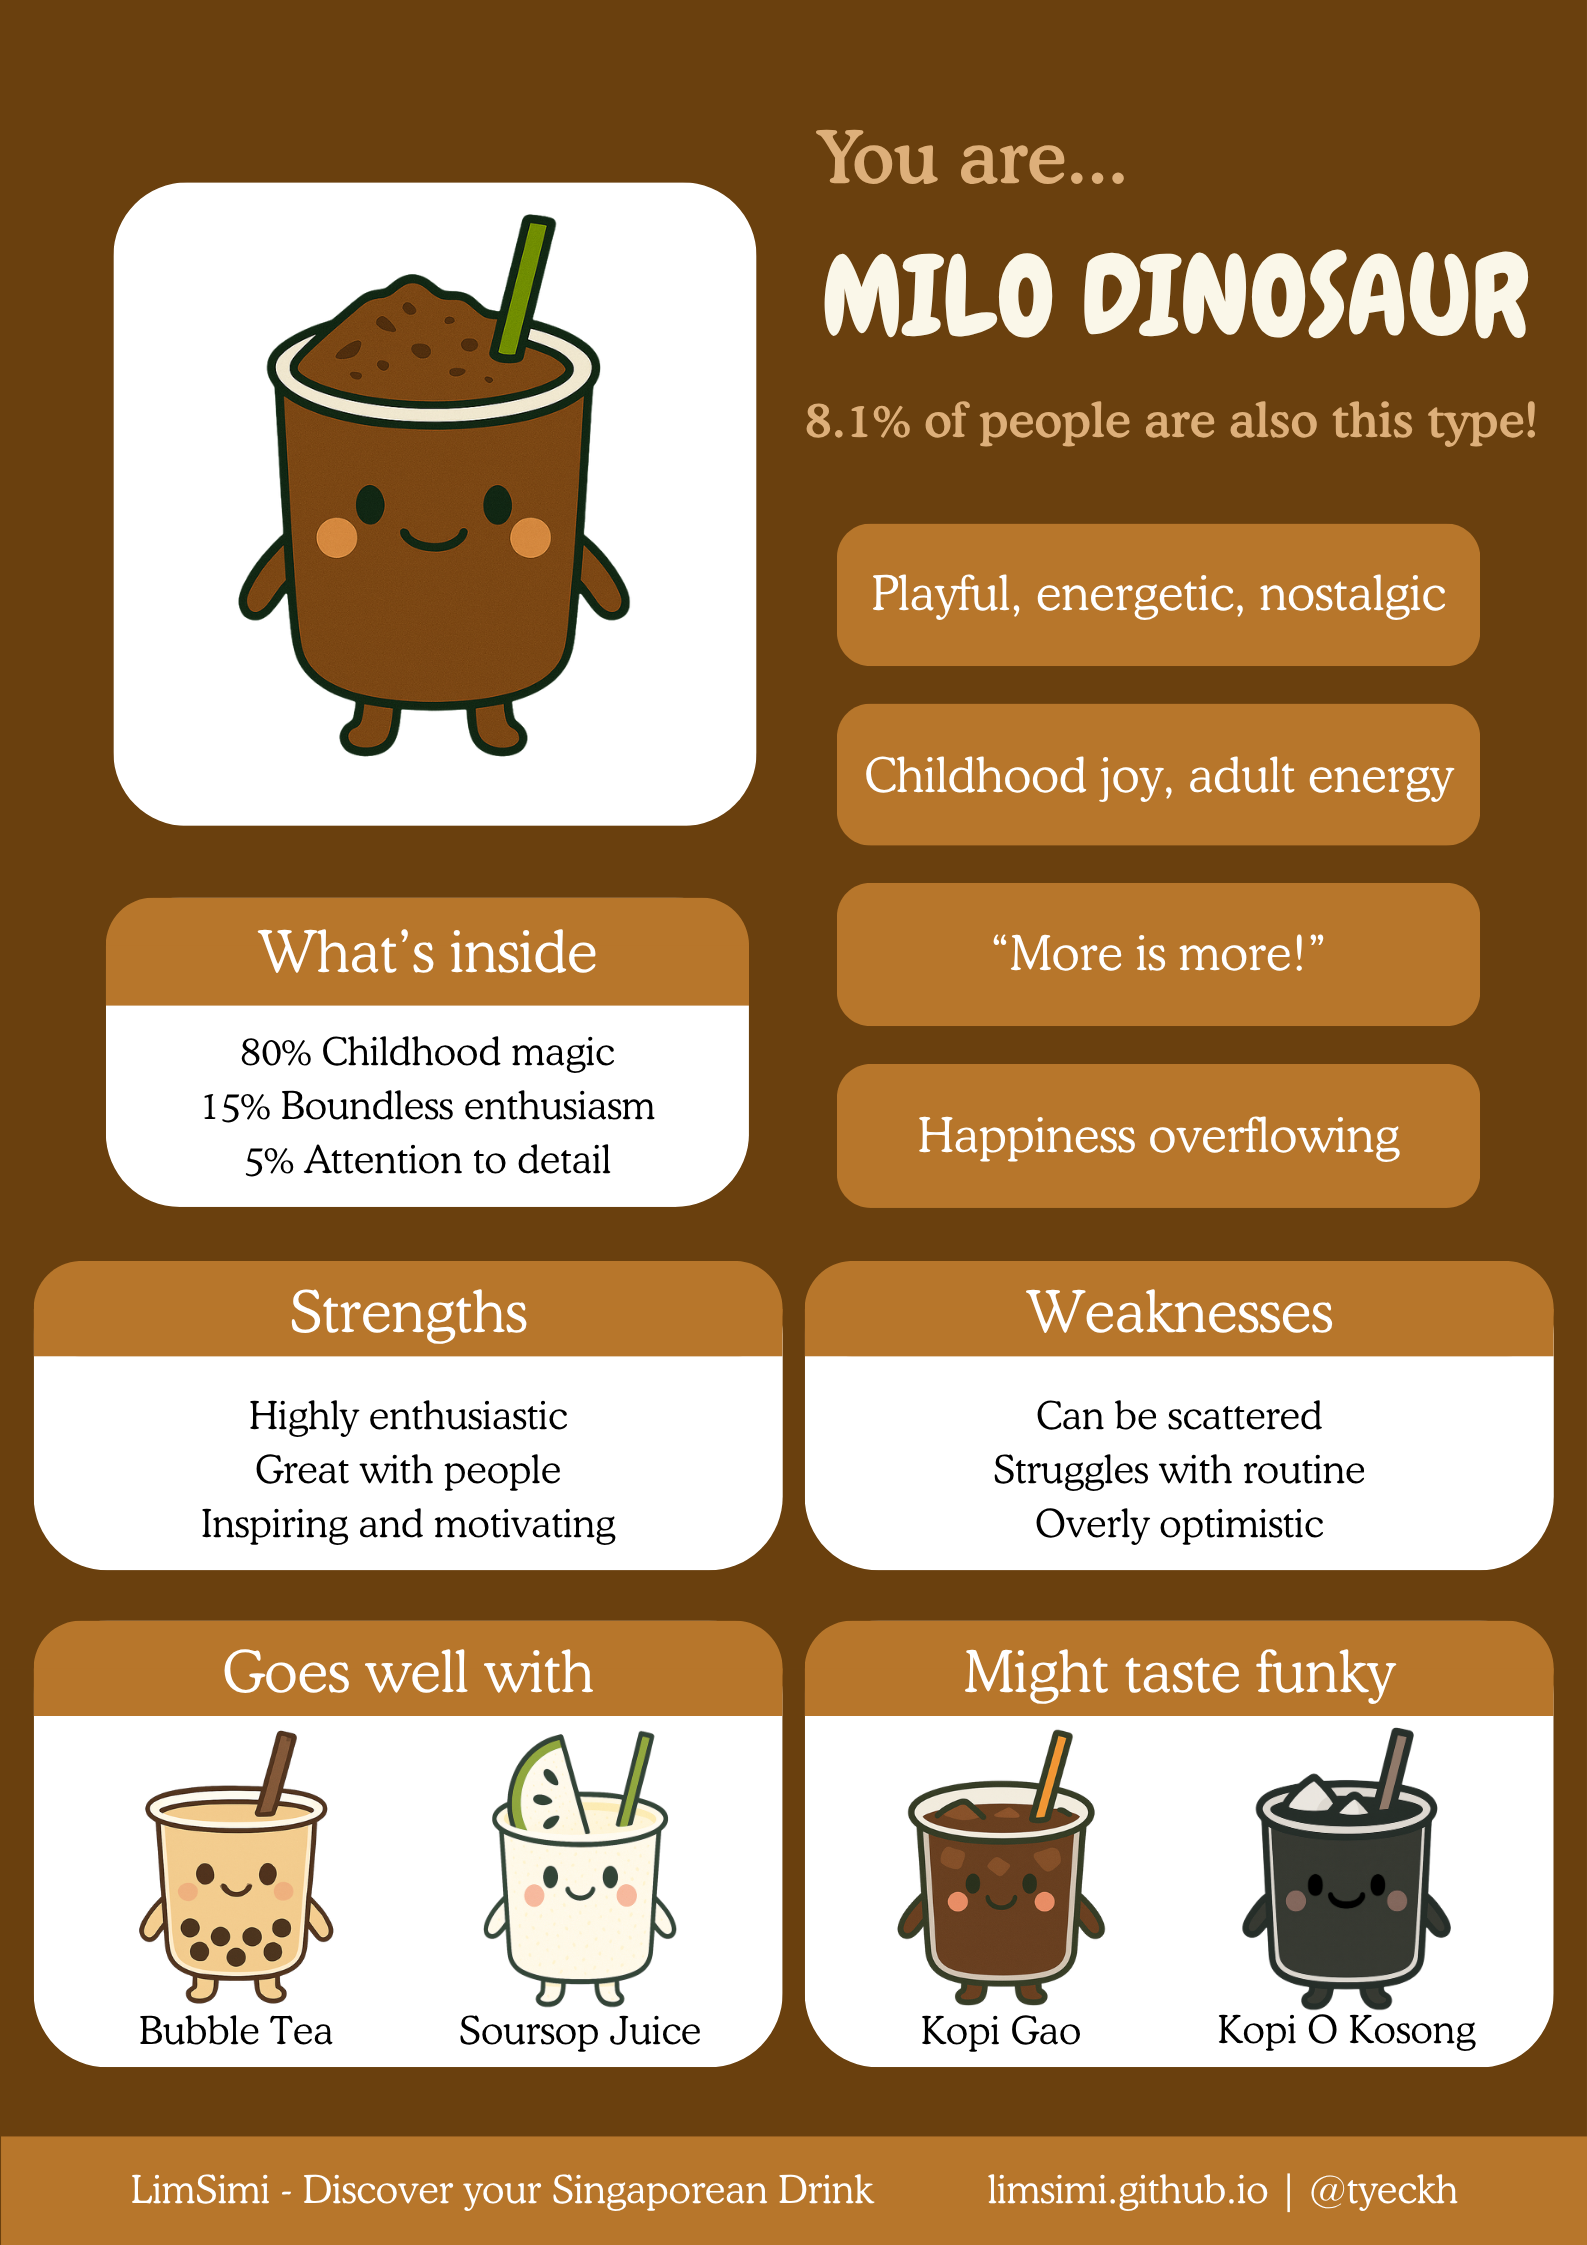 You are...
MILO DINOSAUR
8.1% of people are also this type!
Playful, energetic, nostalgic
Childhood joy, adult energy
“More is more!”
Happiness overflowing
What’s inside
80% Childhood magic
15% Boundless enthusiasm
5% Attention to detail
Strengths
Highly enthusiastic
Great with people
Inspiring and motivating
Weaknesses
Can be scattered
Struggles with routine
Overly optimistic
Goes well with
Bubble Tea
Soursop Juice
Might taste funky
Kopi Gao
Kopi O Kosong
LimSimi - Discover your Singaporean Drink
limsimi.github.io | @tyeckh